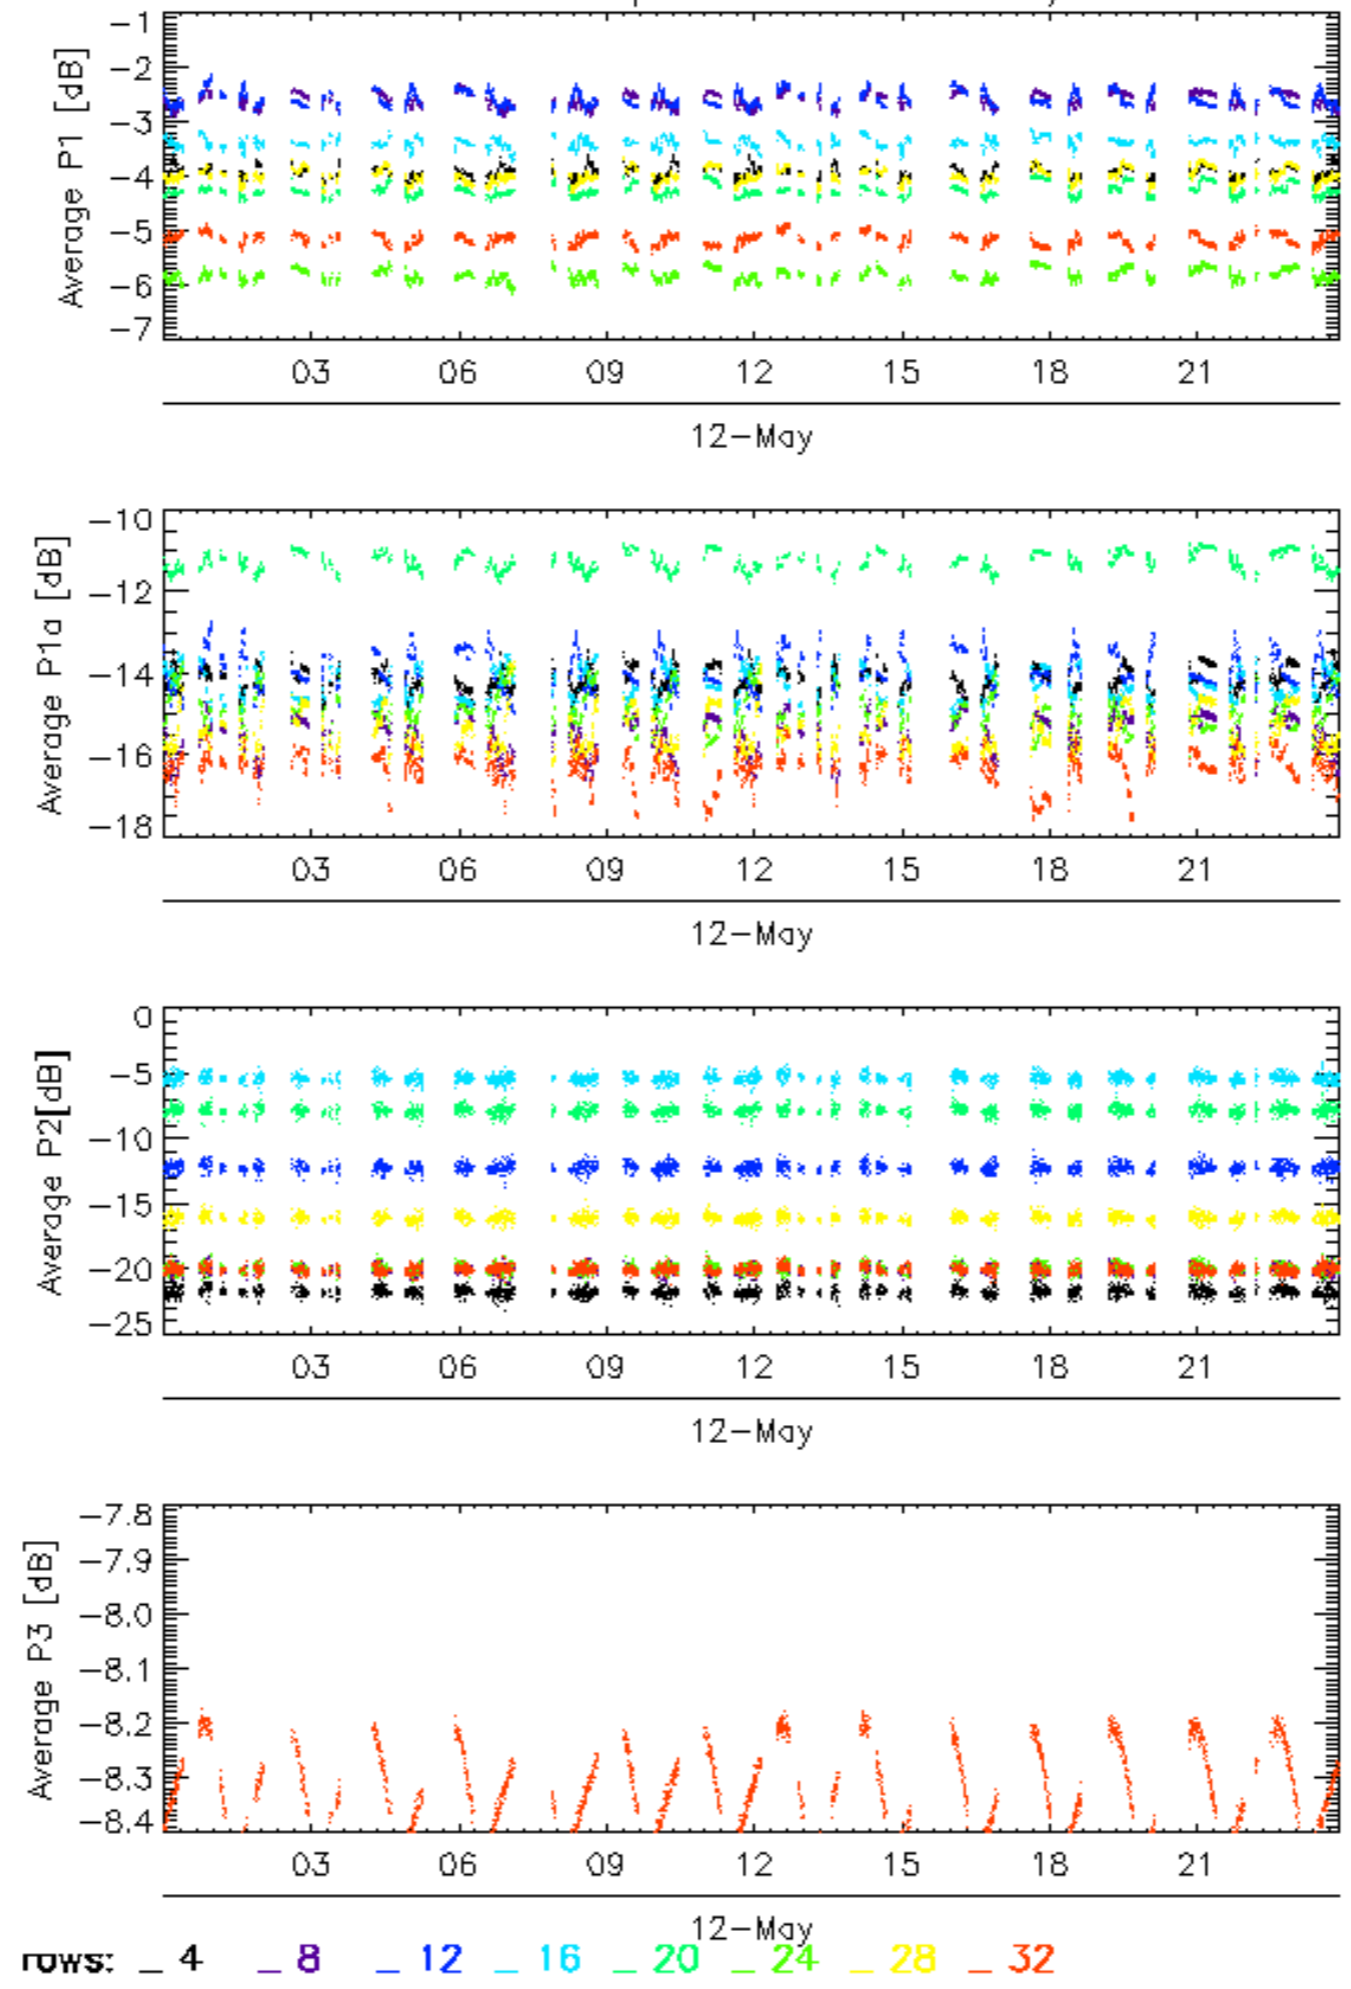 -1
-2
-3
-4
-5
-6
-7
Average P1 [dB]
03 06 09 12 15 18 21
12-May
-10
-12
-14
-16
-18
Average P1a [dB]
03 06 09 12 15 18 21
12-May
0
-5
-10
-15
-20
-25
Average P2[dB]
03 06 09 12 15 18 21
12-May
-7.8
-7.9
-8.0
-8.1
-8.2
-8.3
-8.4
Average P3 [dB]
03 06 09 12 15 18 21
12-May
rows: _ 4 _ 8 _ 12 _ 16 _ 20 _ 24 _ 28 _ 32